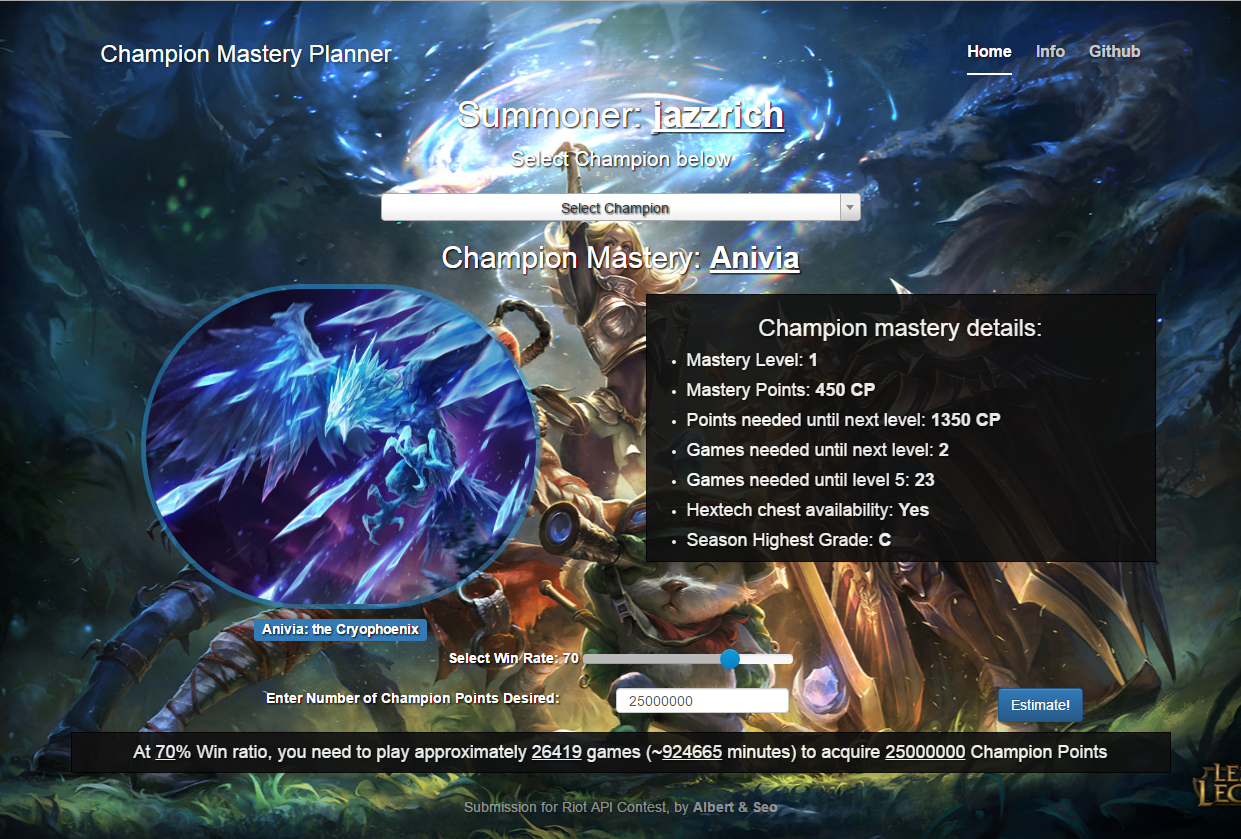 Champion Mastery Planner
Home Info Github
Summoner: jazzrich
Select Champion below
Select Champion
Champion Mastery: Anivia
Champion mastery details:
Mastery Level: 1
Mastery Points: 450 CP
Points needed until next level: 1350 CP
Games needed until next level: 2
Games needed until level 5: 23
Hextech chest availability: Yes
Season Highest Grade: C
Anivia: the Cryophoenix
Select Win Rate: 70
Enter Number of Champion Points Desired: 25000000 Estimate!
At 70% Win ratio, you need to play approximately 26419 games (~924665 minutes) to acquire 25000000 Champion Points
Submission for Riot API Contest, by Albert & Seo